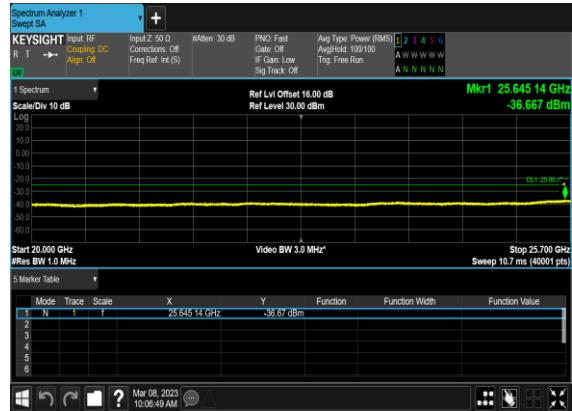 Spectrum Analyzer 1
Swept SA
+
KEYSIGHT Input: RF Input Z: 50 Ω #Atten: 30 dB PNO: Fast Avg Type: Power (RMS) 1 2 3 4 5 6
R T Coupling: DC Corrections: Off Gate: Off Avg|Hold: 100/100 A W W W W W
Align: Off Freq Ref: Int (S) IF Gain: Low Trig: Free Run
LW Sig Track: Off A N N N N N
1 Spectrum Ref Lvl Offset 16.00 dB Mkr1 25.645 14 GHz
Scale/Div 10 dB Ref Level 30.00 dBm -36.667 dBm
Log
20.0
10.0
0.00
-10.0
-20.0 DL1 -25.00
-30.0
-40.0
-50.0
-60.0
Start 20.000 GHz Video BW 3.0 MHz* Stop 25.700 GHz
#Res BW 1.0 MHz Sweep 10.7 ms (40001 pts)
5 Marker Table
Mode Trace Scale X Y Function Function Width Function Value
1 N 1 f 25.645 14 GHz -36.67 dBm
2
3
4
5
6
? Mar 08, 2023
10:06:49 AM